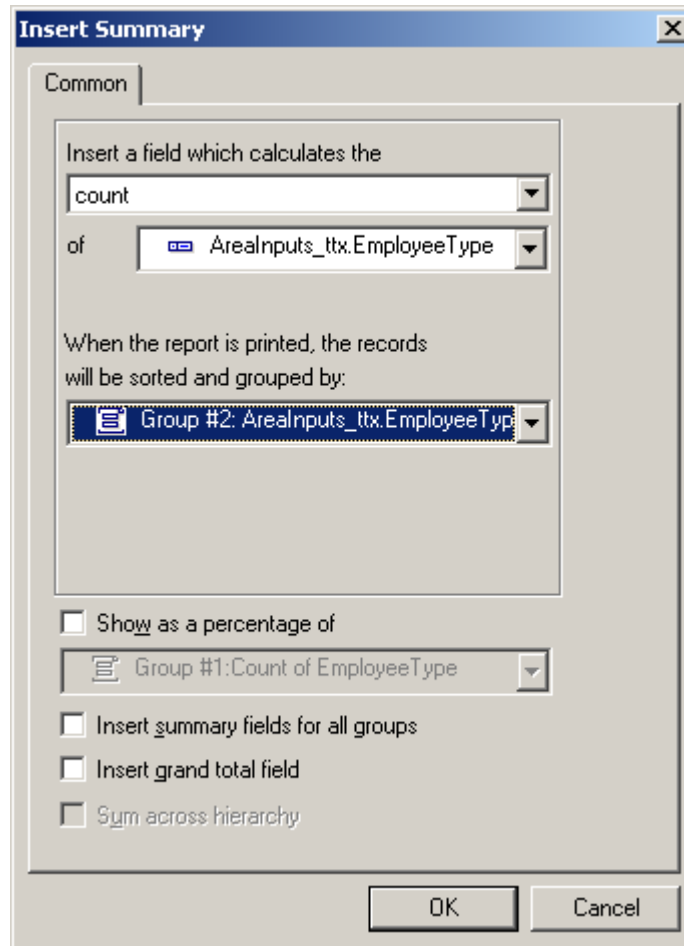 Insert Summary
Common
Insert a field which calculates the
count
of AreaInputs_ttx.EmployeeType
When the report is printed, the records
will be sorted and grouped by:
Group #2: AreaInputs_ttx.EmployeeTyp
Show as a percentage of
Group #1:Count of EmployeeType
Insert summary fields for all groups
Insert grand total field
Sum across hierarchy
OK Cancel